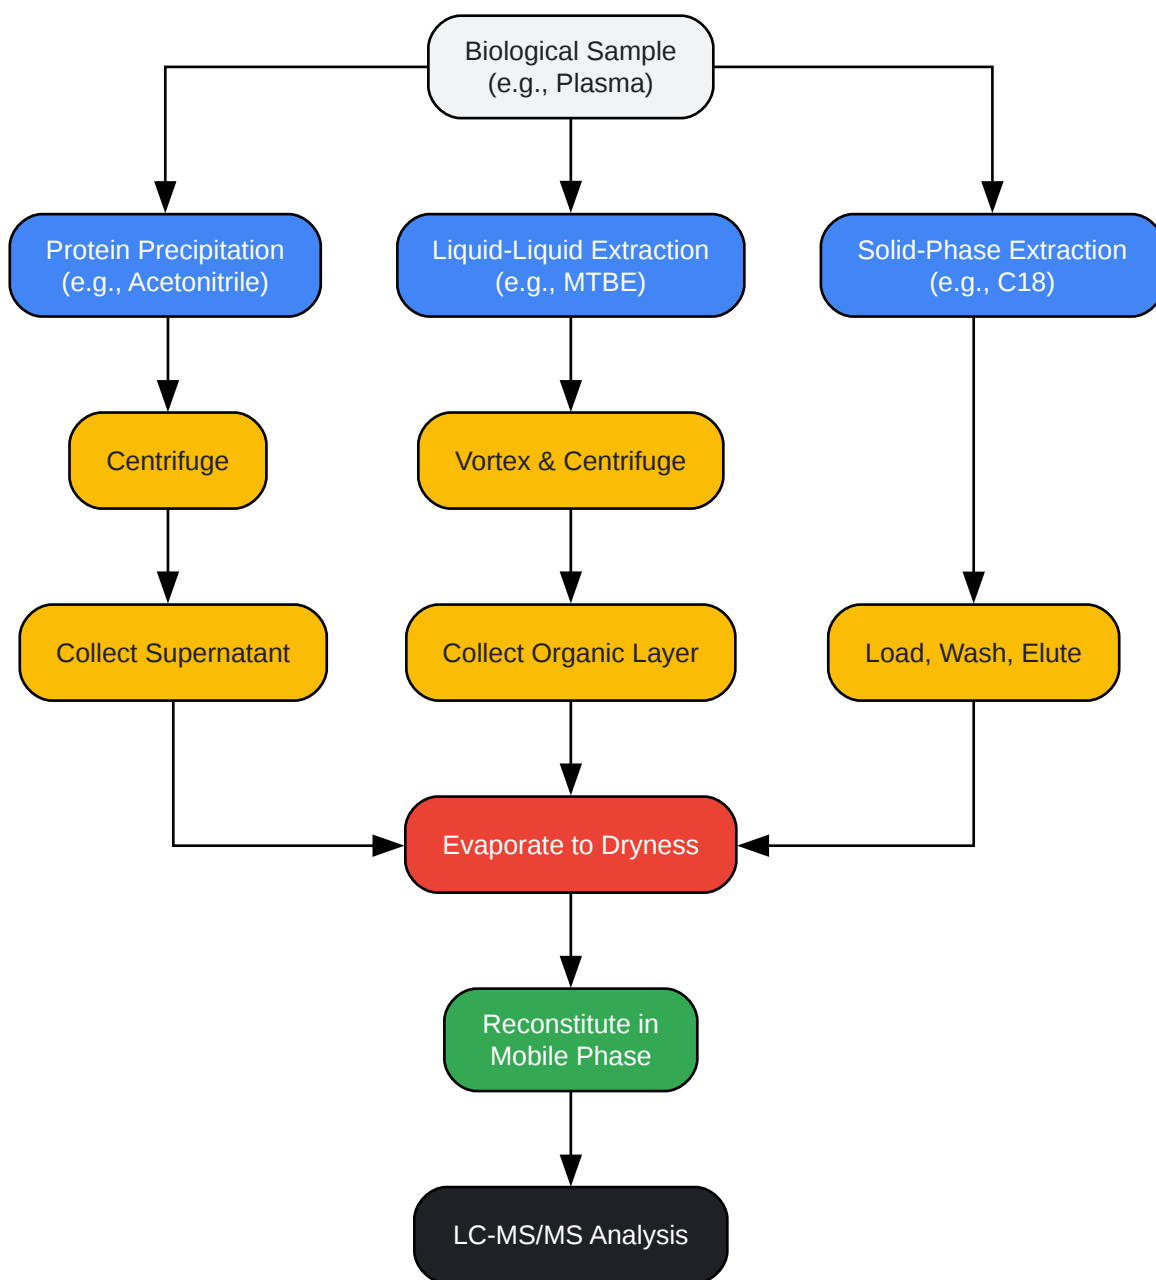 Biological Sample
(e.g., Plasma)
Protein Precipitation
(e.g., Acetonitrile)
Liquid-Liquid Extraction
(e.g., MTBE)
Solid-Phase Extraction
(e.g., C18)
Centrifuge
Vortex & Centrifuge
Collect Supernatant
Collect Organic Layer
Load, Wash, Elute
Evaporate to Dryness
Reconstitute in
Mobile Phase
LC-MS/MS Analysis